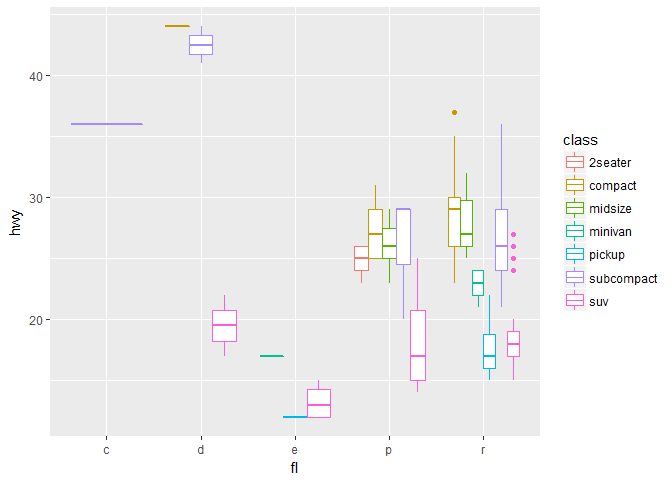 40
30
20
hwy
c d e p r
fl
class
2seater
compact
midsize
minivan
pickup
subcompact
suv